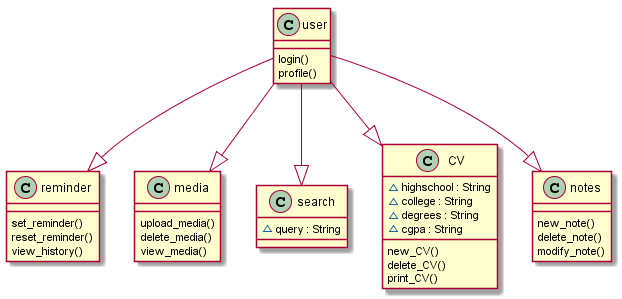 C user
login()
profile()
C reminder
set_reminder()
reset_reminder()
view_history()
C media
upload_media()
delete_media()
view_media()
C search
~ query : String
C CV
~ highschool : String
~ college : String
~ degrees : String
~ cgpa : String
new_CV()
delete_CV()
print_CV()
C notes
new_note()
delete_note()
modify_note()